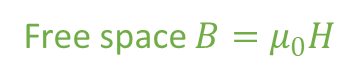 Free space 𝐵 = 𝜇₀𝐻